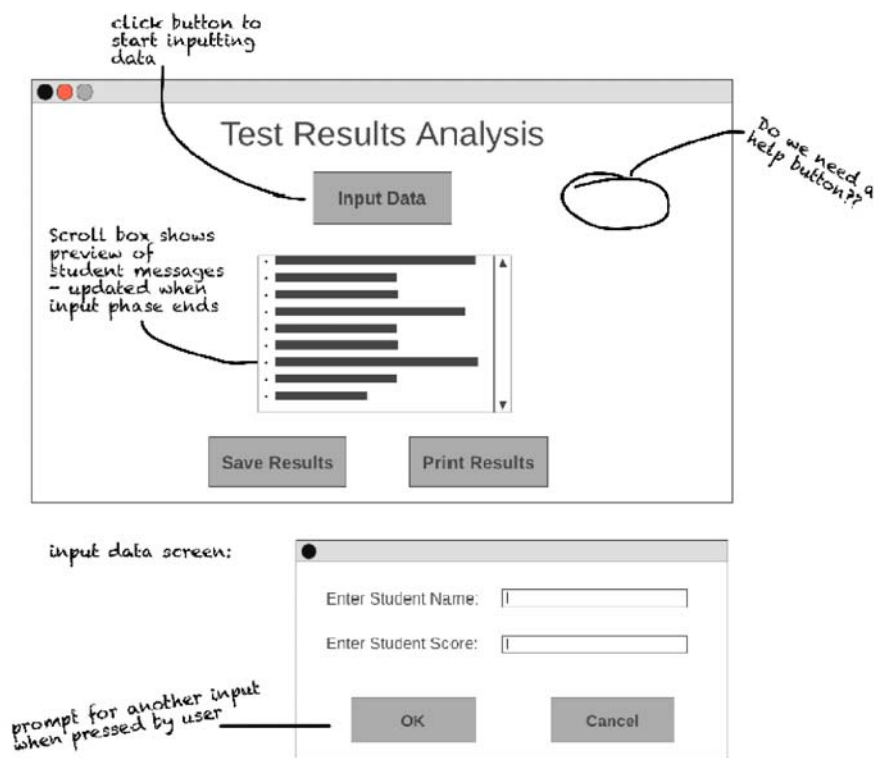 click button to
start inputting
data
Test Results Analysis
Do we need a
help button??
Input Data
Scroll box shows
preview of
student messages
- updated when
input phase ends
Save Results
Print Results
input data screen:
Enter Student Name:
Enter Student Score:
prompt for another input
when pressed by user
OK
Cancel